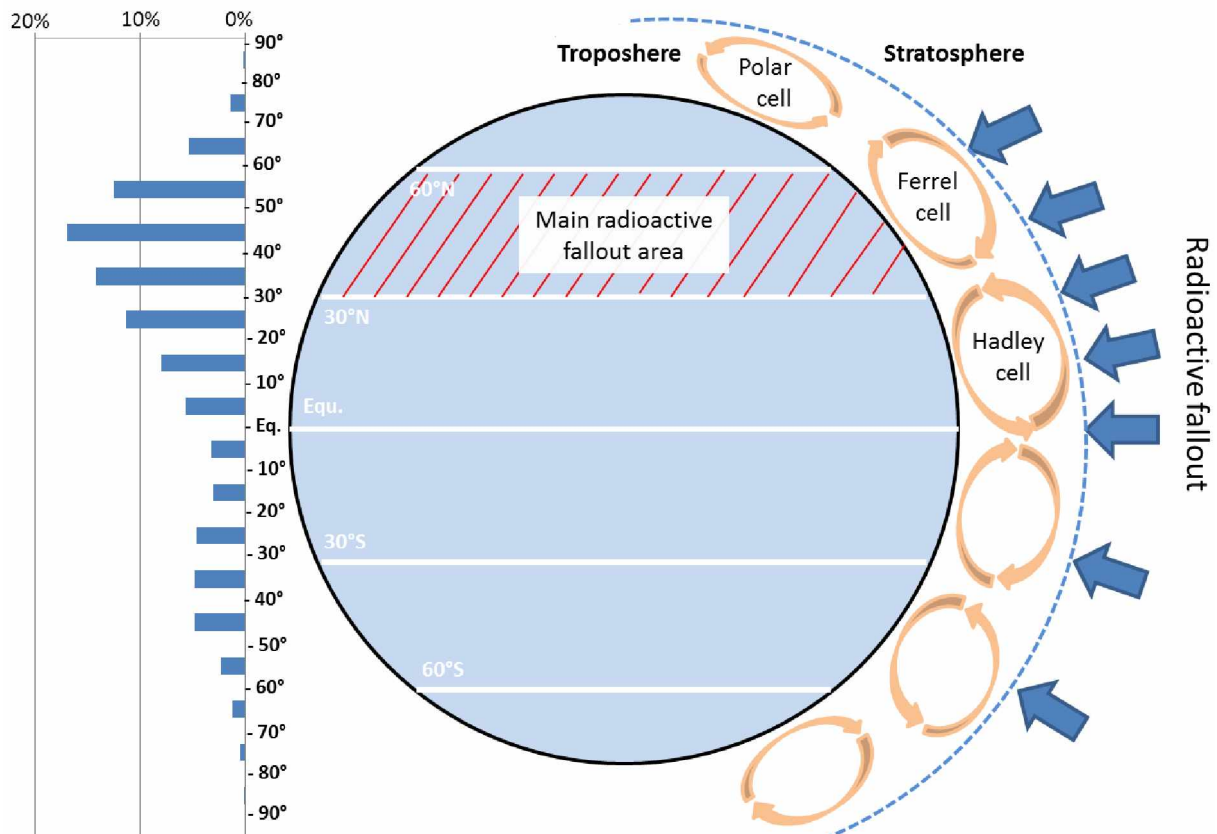 20% 10% 0%
90°
80°
70°
60°
50°
40°
30°
20°
10°
Eq.
10°
20°
30°
40°
50°
60°
70°
80°
90°
Troposhere
Stratosphere
Polar
cell
Ferrel
cell
Hadley
cell
60°N
Main radioactive
fallout area
30°N
Equ.
30°S
60°S
Radioactive fallout